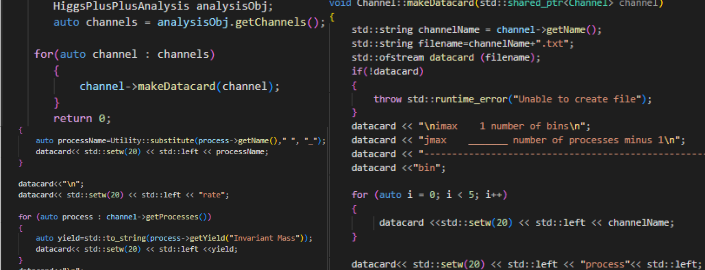 HiggsPlusPlusAnalysis analysisObj;
auto channels = analysisObj.getChannels();
for(auto channel : channels)
{
channel->makeDatacard(channel);
}
return 0;
{
auto processName=Utility::substitute(process->getName()," ", "_");
datacard<< std::setw(20) << std::left << processName;
}
datacard<<"\n";
datacard<< std::setw(20) << std::left << "rate";
for (auto process : channel->getProcesses())
{
auto yield=std::to_string(process->getYield("Invariant Mass"));
datacard<< std::setw(20) << std::left <<yield;
}
void Channel::makeDatacard(std::shared_ptr<Channel> channel)
{
std::string channelName = channel->getName();
std::string filename=channelName+".txt";
std::ofstream datacard (filename);
if(!datacard)
{
throw std::runtime_error("Unable to create file");
}
datacard << "\nimax    1 number of bins\n";
datacard << "jmax    _______ number of processes minus 1\n";
datacard << "------------------------------------------------
datacard <<"bin";
for (auto i = 0; i < 5; i++)
{
datacard <<std::setw(20) << std::left << channelName;
}
datacard<< std::setw(20) << std::left << "process"<< std::left;